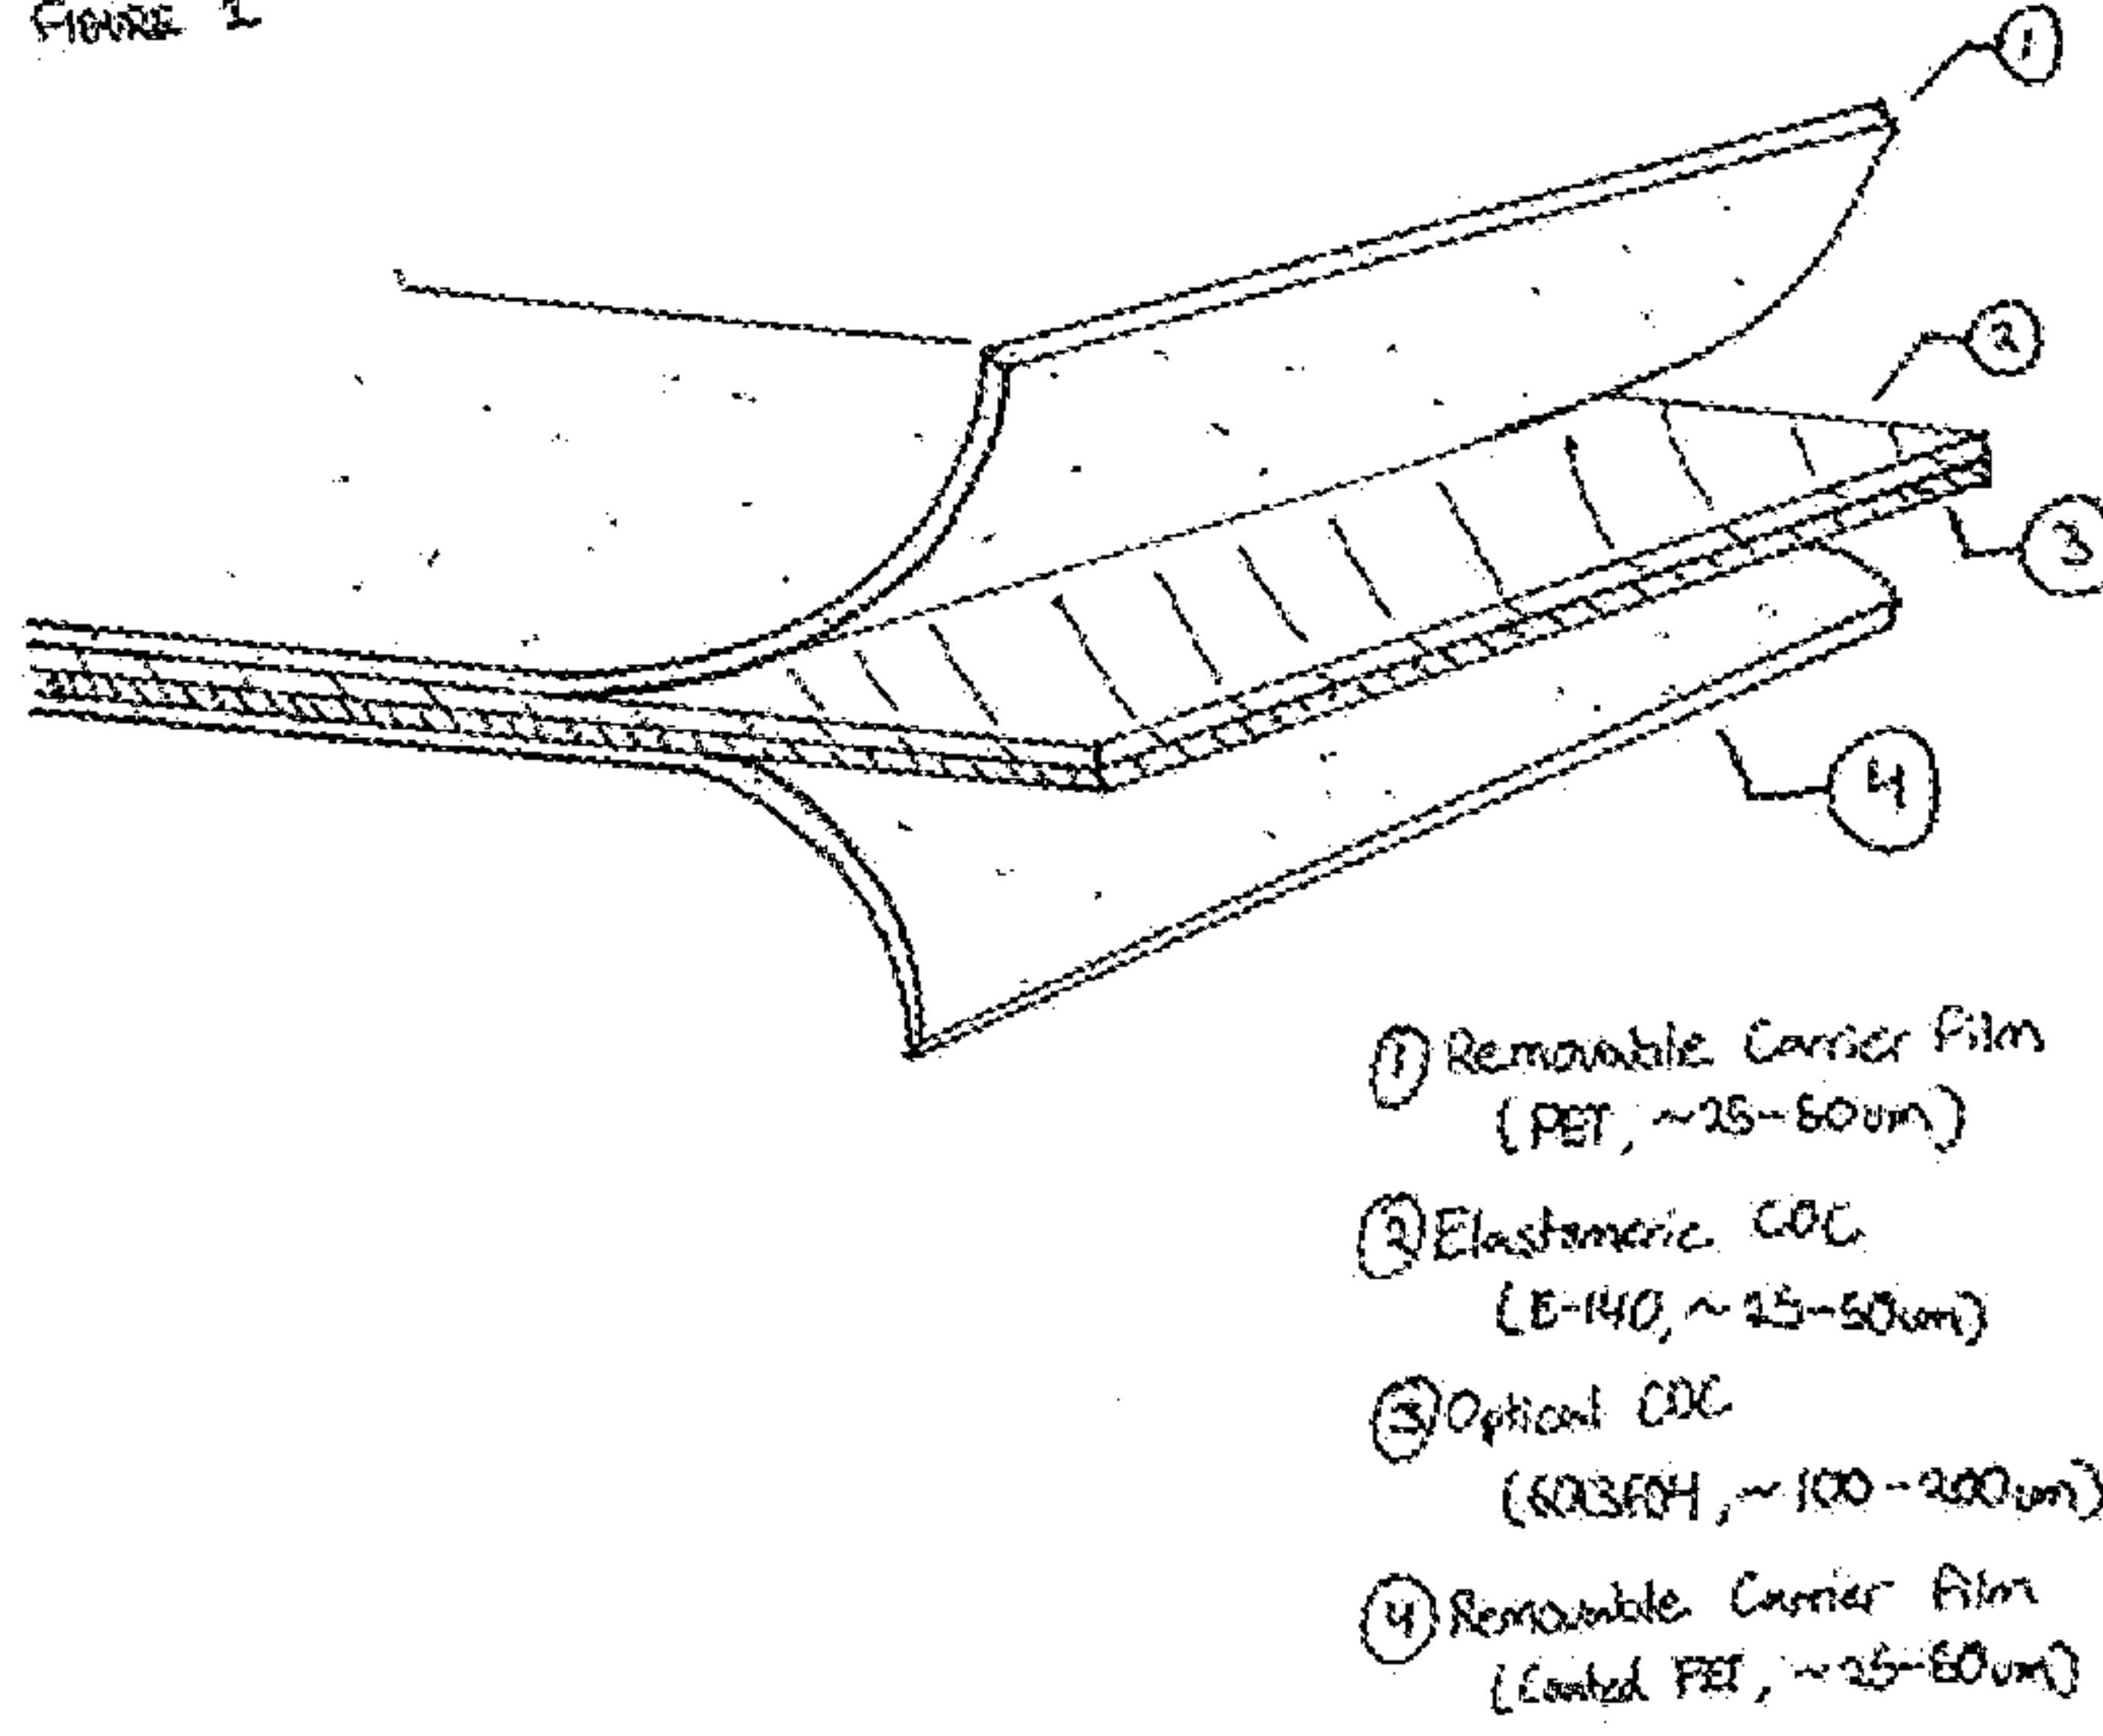 FIGURE 1
1
2
3
4
① Removable Carrier Film
(PET, ~25-50um)
② Elastomeric COC
(E-140, ~25-50um)
③ Optical COC
(~100-200um)
④ Removable Carrier Film
(Coated PET, ~25-50um)